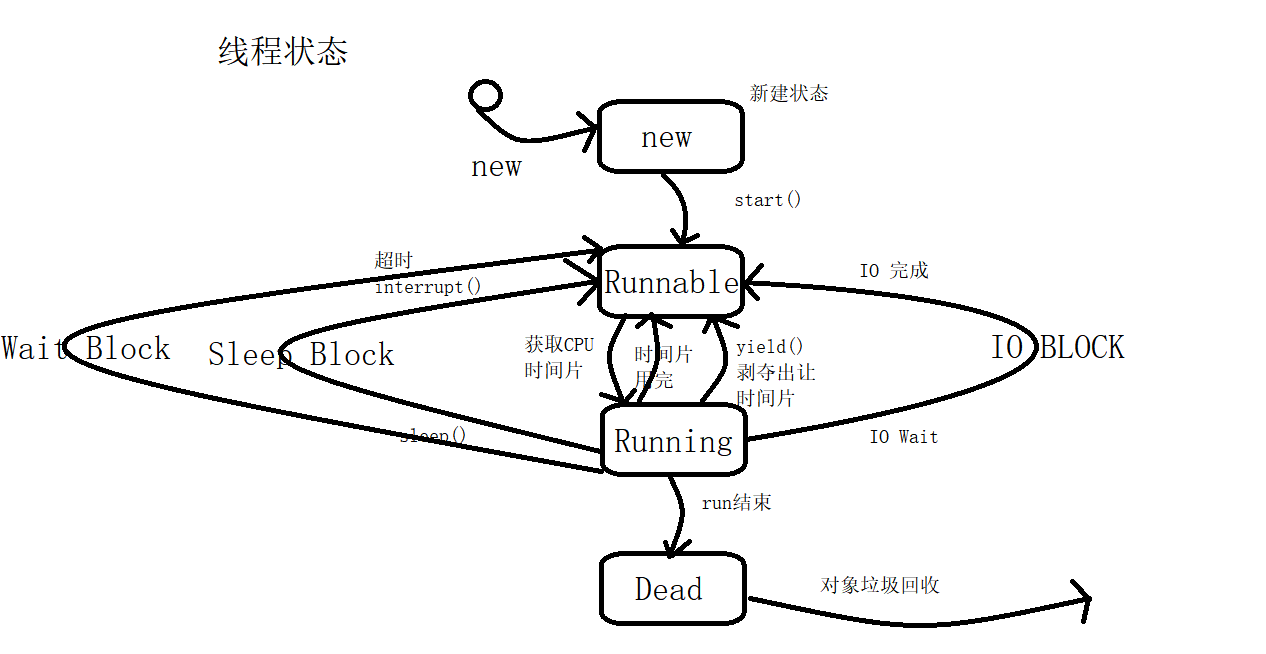 线程状态
新建状态
new
new
start()
超时
interrupt()
IO 完成
Runnable
获取CPU
时间片
时间片
用完
yield()
剥夺出让
时间片
Wait Block
Sleep Block
IO BLOCK
sleep()
Running
IO Wait
run结束
Dead
对象垃圾回收